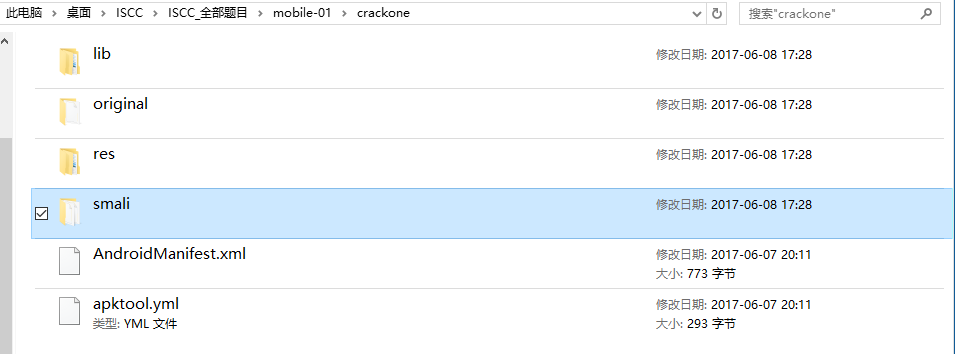 此电脑 > 桌面 > ISCC > ISCC_全部题目 > mobile-01 > crackone 搜索"crackone"
lib 修改日期: 2017-06-08 17:28
original 修改日期: 2017-06-08 17:28
res 修改日期: 2017-06-08 17:28
smali 修改日期: 2017-06-08 17:28
AndroidManifest.xml 修改日期: 2017-06-07 20:11
大小: 773 字节
apktool.yml 修改日期: 2017-06-07 20:11
类型: YML 文件 大小: 293 字节